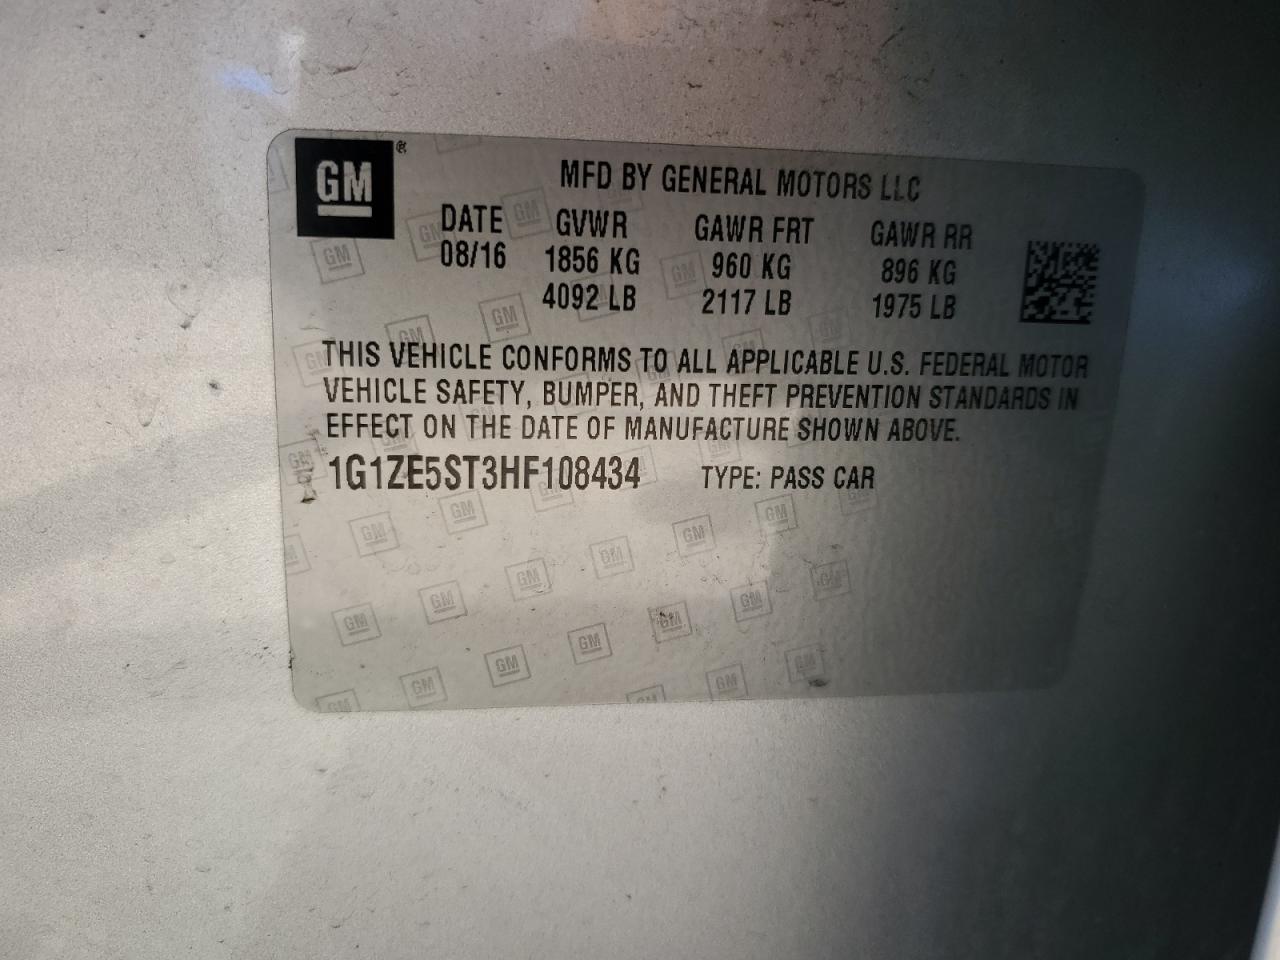 GM®
MFD BY GENERAL MOTORS LLC
DATE GVWR GAWR FRT GAWR RR
08/16 1856 KG 960 KG 896 KG
4092 LB 2117 LB 1975 LB
THIS VEHICLE CONFORMS TO ALL APPLICABLE U.S. FEDERAL MOTOR
VEHICLE SAFETY, BUMPER, AND THEFT PREVENTION STANDARDS IN
EFFECT ON THE DATE OF MANUFACTURE SHOWN ABOVE.
1G1ZE5ST3HF108434 TYPE: PASS CAR